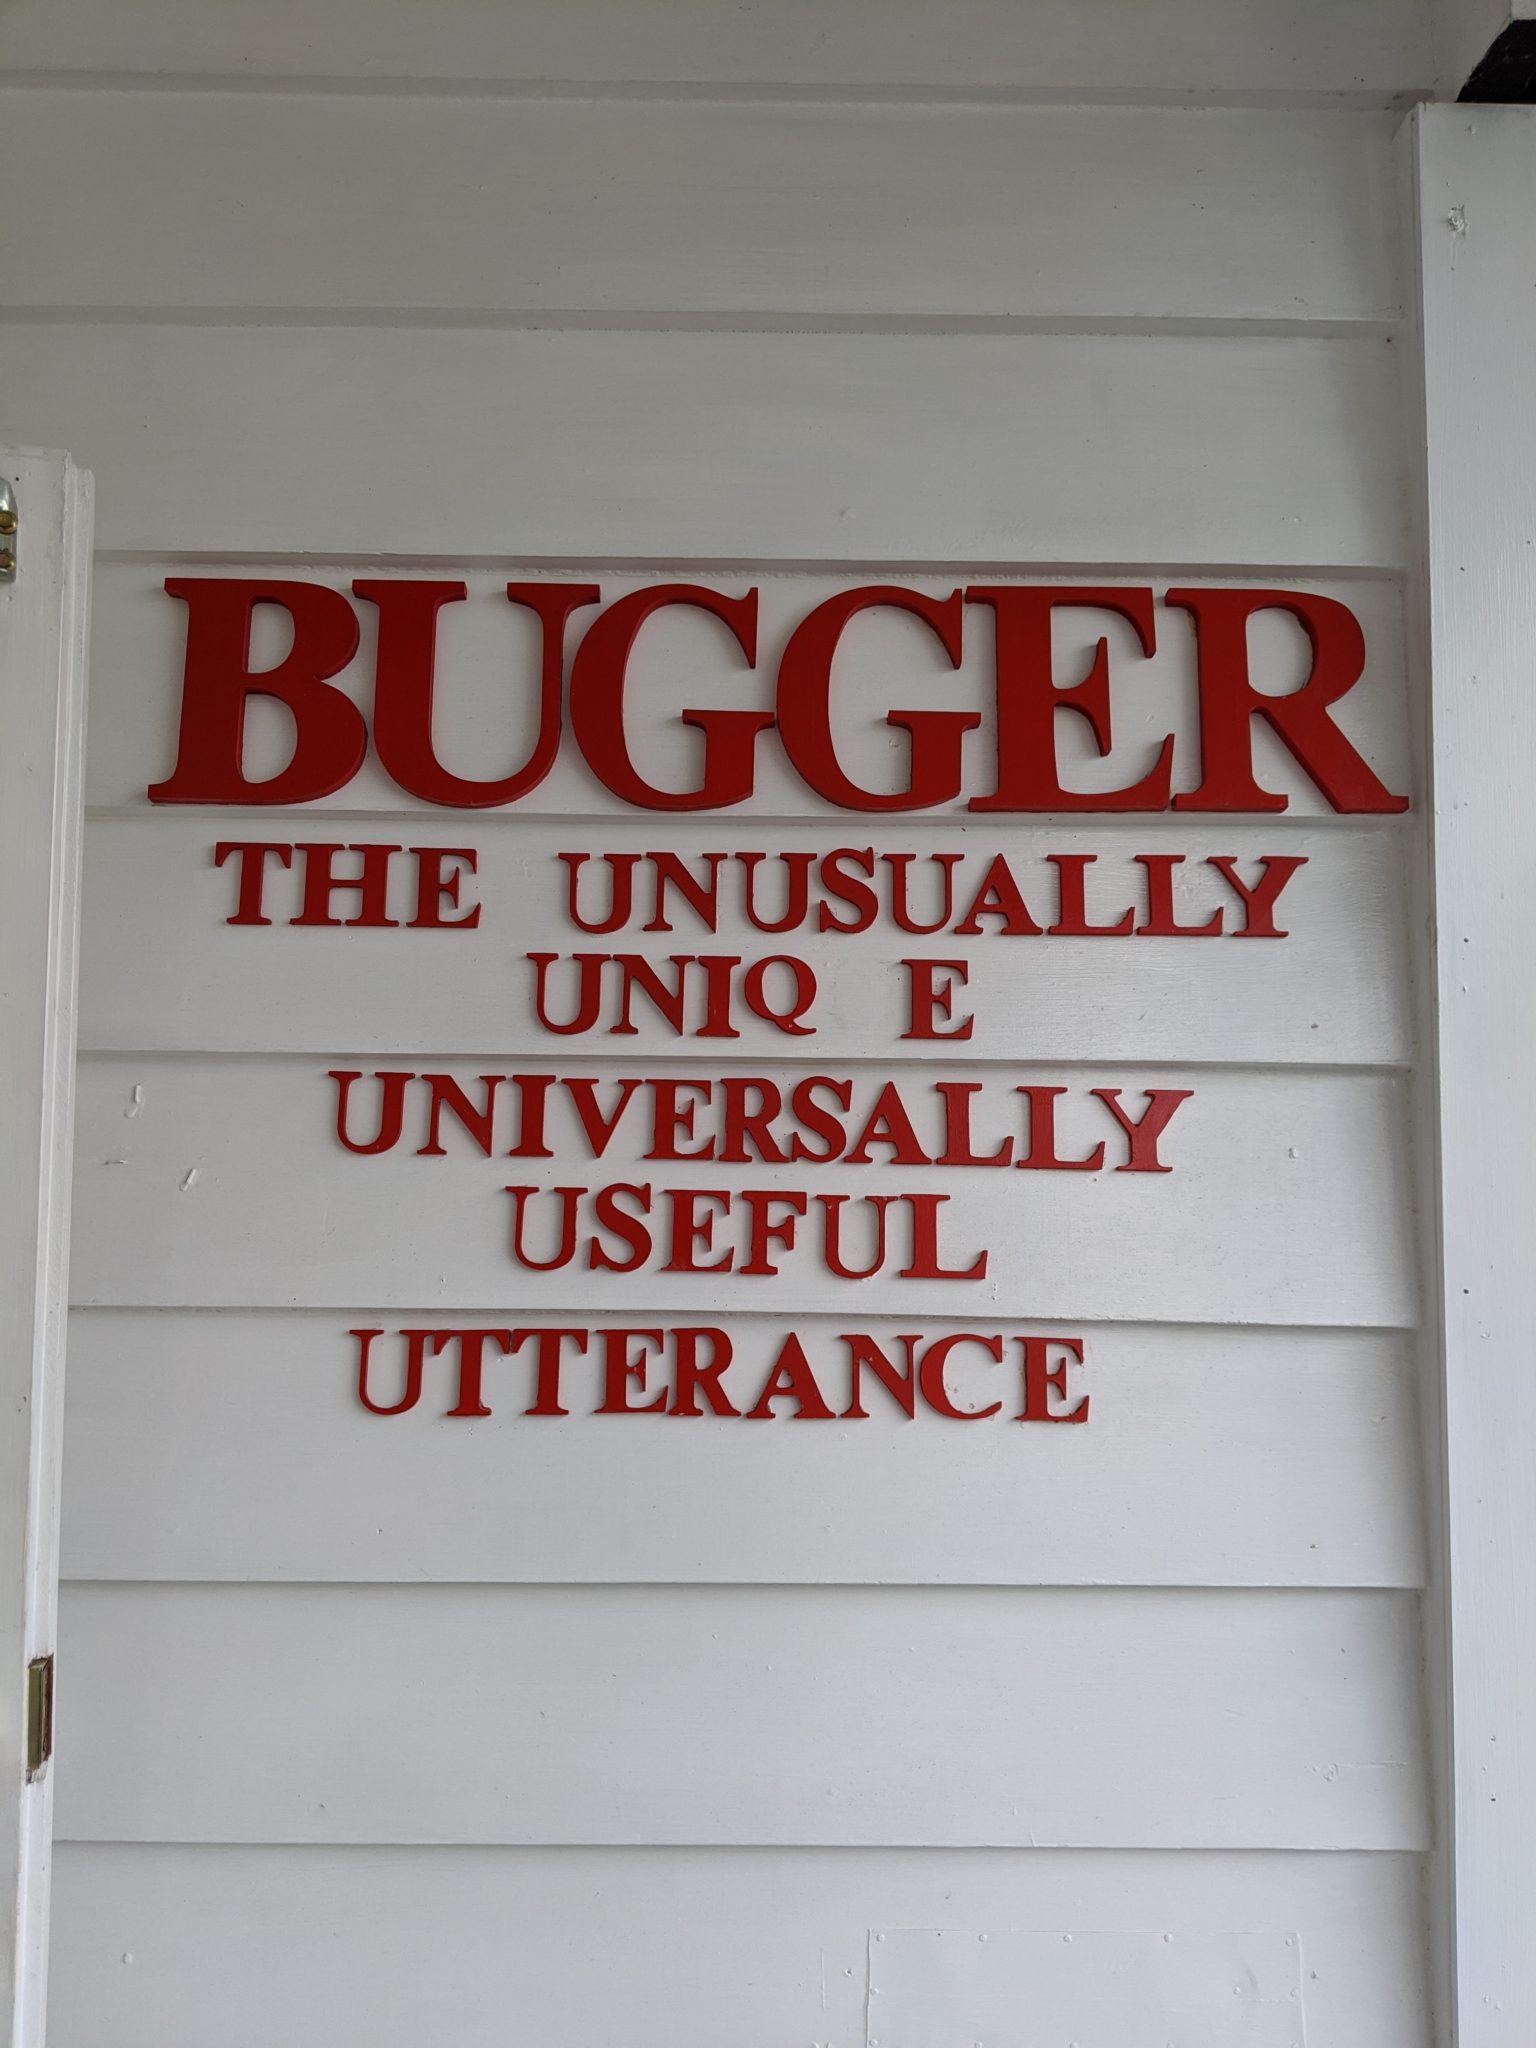 BUGGER
THE UNUSUALLY
UNIQ E
UNIVERSALLY
USEFUL
UTTERANCE